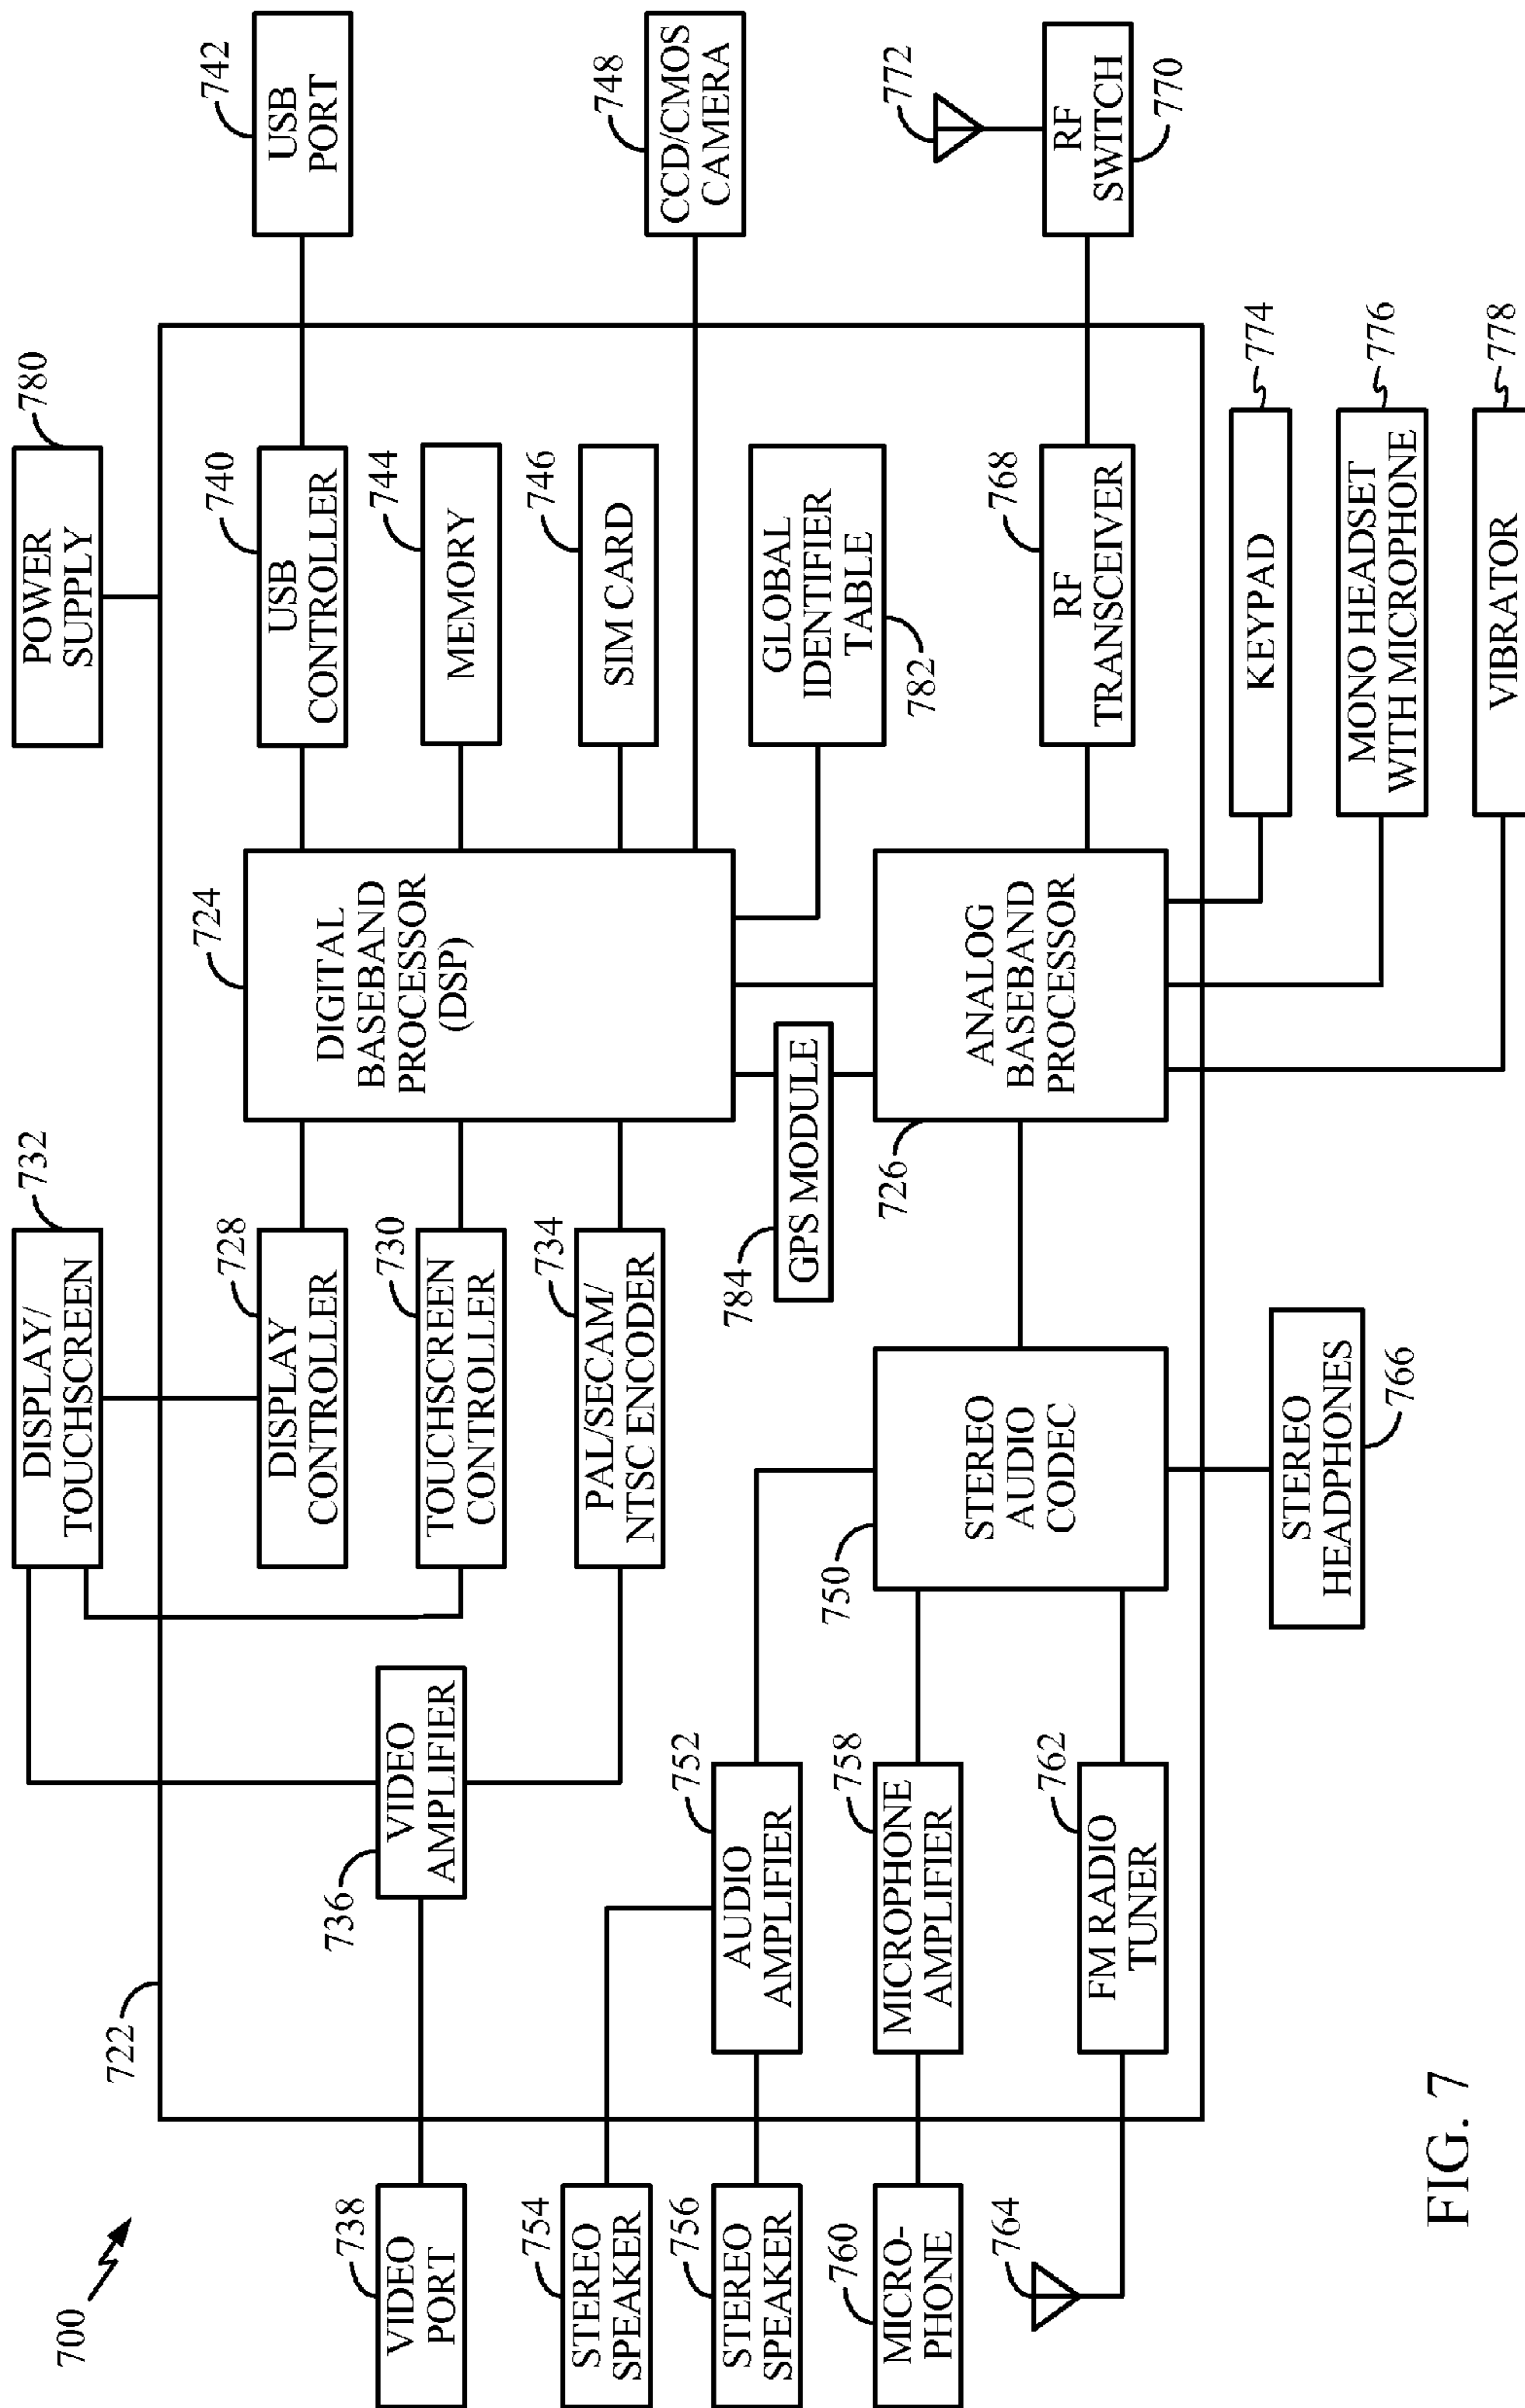 700
722
POWER
SUPPLY
780
DISPLAY/
TOUCHSCREEN
732
VIDEO
PORT
738
VIDEO
AMPLIFIER
736
DISPLAY
CONTROLLER
728
TOUCHSCREEN
CONTROLLER
730
PAL/SECAM/
NTSC ENCODER
734
DIGITAL
BASEBAND
PROCESSOR
(DSP)
724
USB
CONTROLLER
740
USB
PORT
742
MEMORY
744
SIM CARD
746
CCD/CMOS
CAMERA
748
GLOBAL
IDENTIFIER
TABLE
782
GPS MODULE
784
STEREO
SPEAKER
754
STEREO
SPEAKER
756
AUDIO
AMPLIFIER
752
MICRO-
PHONE
760
MICROPHONE
AMPLIFIER
758
764
FM RADIO
TUNER
762
STEREO
AUDIO
CODEC
750
ANALOG
BASEBAND
PROCESSOR
726
RF
TRANSCEIVER
768
RF
SWITCH
770
772
STEREO
HEADPHONES
766
KEYPAD
774
MONO HEADSET
WITH MICROPHONE
776
VIBRATOR
778
FIG. 7